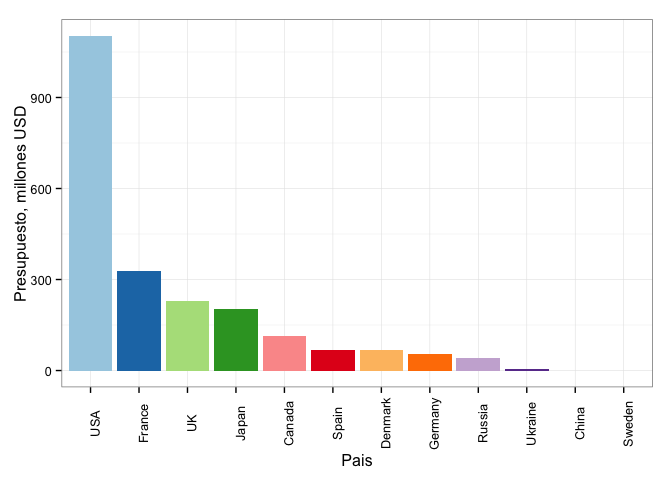 Presupuesto, millones USD
900
600
300
0
USA
France
UK
Japan
Canada
Spain
Denmark
Germany
Russia
Ukraine
China
Sweden
Pais